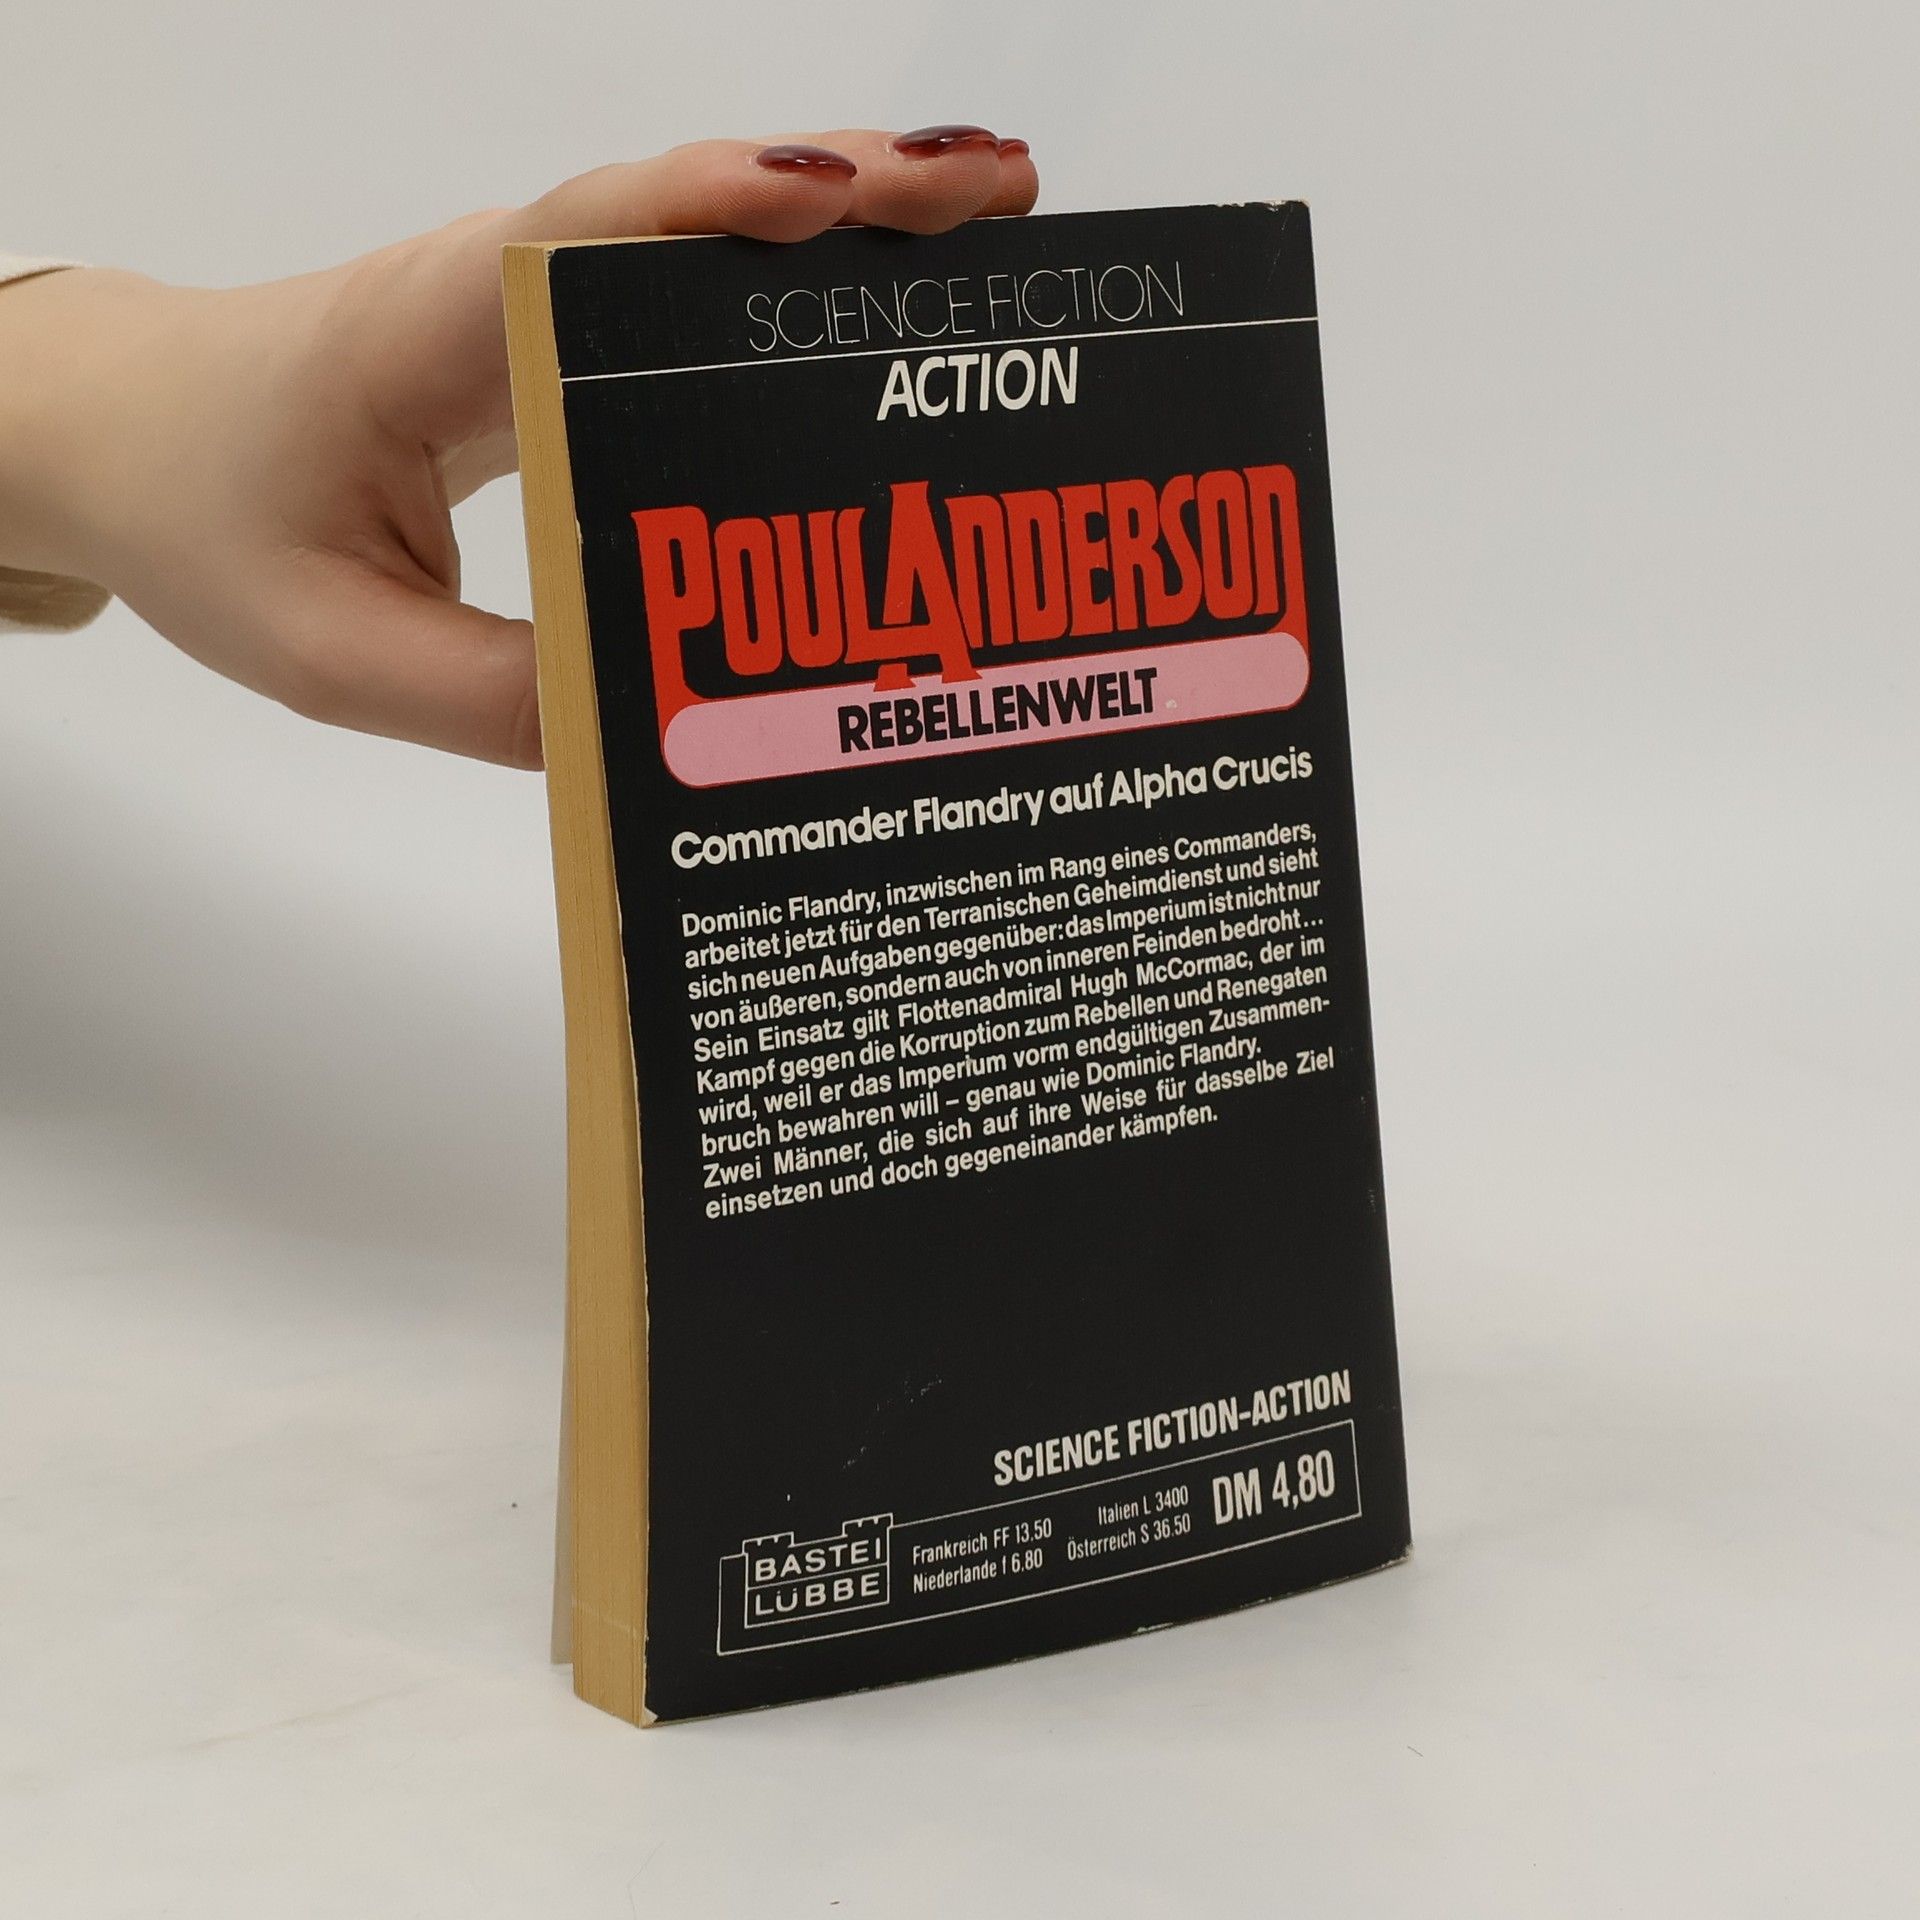 SCIENCE FICTION
ACTION
POUL ANDERSON
REBELLENWELT
Commander Flandry auf Alpha Crucis
Dominic Flandry, inzwischen im Rang eines Commanders,
arbeitet jetzt für den Terranischen Geheimdienst und sieht
sich neuen Aufgaben gegenüber: das Imperium ist nicht nur
von äußeren, sondern auch von inneren Feinden bedroht...
Sein Einsatz gilt Flottenadmiral Hugh McCormac, der im
Kampf gegen die Korruption zum Rebellen und Renegaten
wird, weil er das Imperium vorm endgültigen Zusammen-
bruch bewahren will – genau wie Dominic Flandry.
Zwei Männer, die sich auf ihre Weise für dasselbe Ziel
einsetzen und doch gegeneinander kämpfen.
SCIENCE FICTION-ACTION
BASTEI
LÜBBE
Frankreich FF 13.50
Niederlande f 6.80
Italien L 3400
Österreich S 36.50
DM 4,80